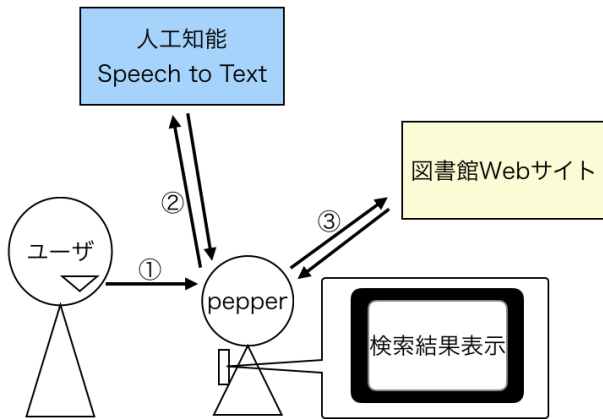 人工知能
Speech to Text
図書館Webサイト
②
③
ユーザ
①
pepper
検索結果表示